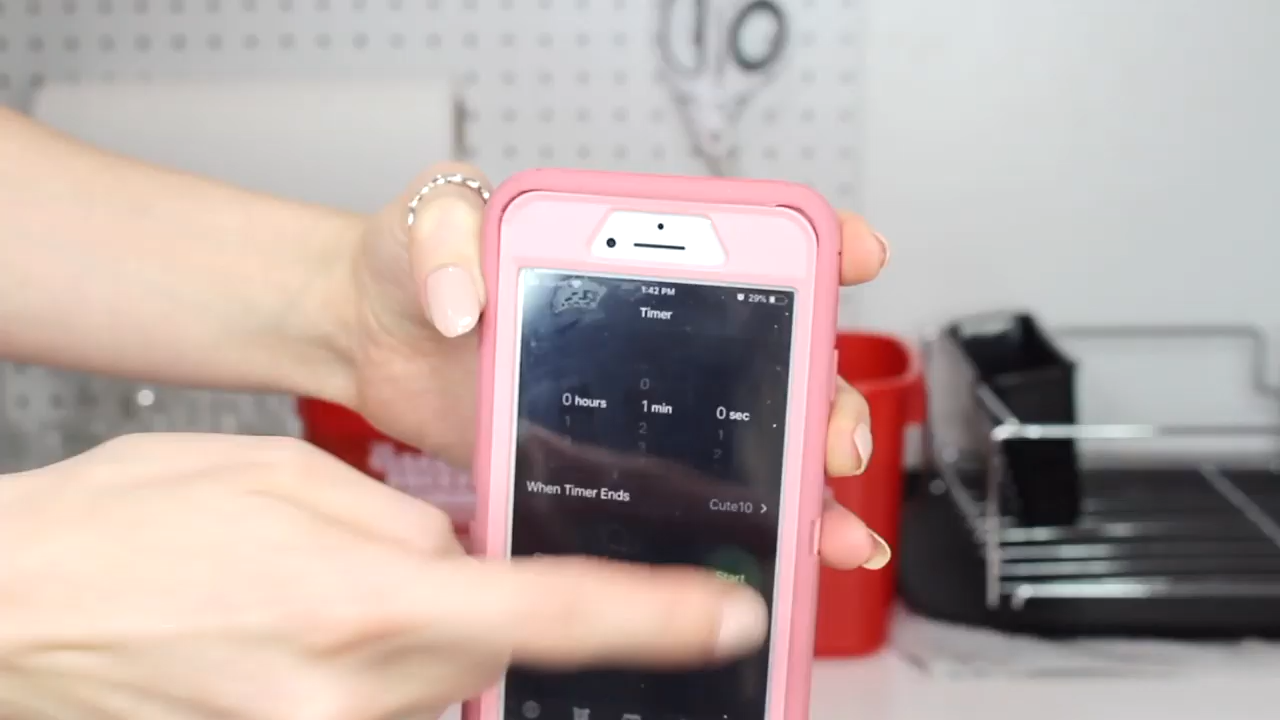 1:42 PM 29%
Timer
0
0 hours 1 min 0 sec
1 2 1
3 2
When Timer Ends Cute10 >
Start